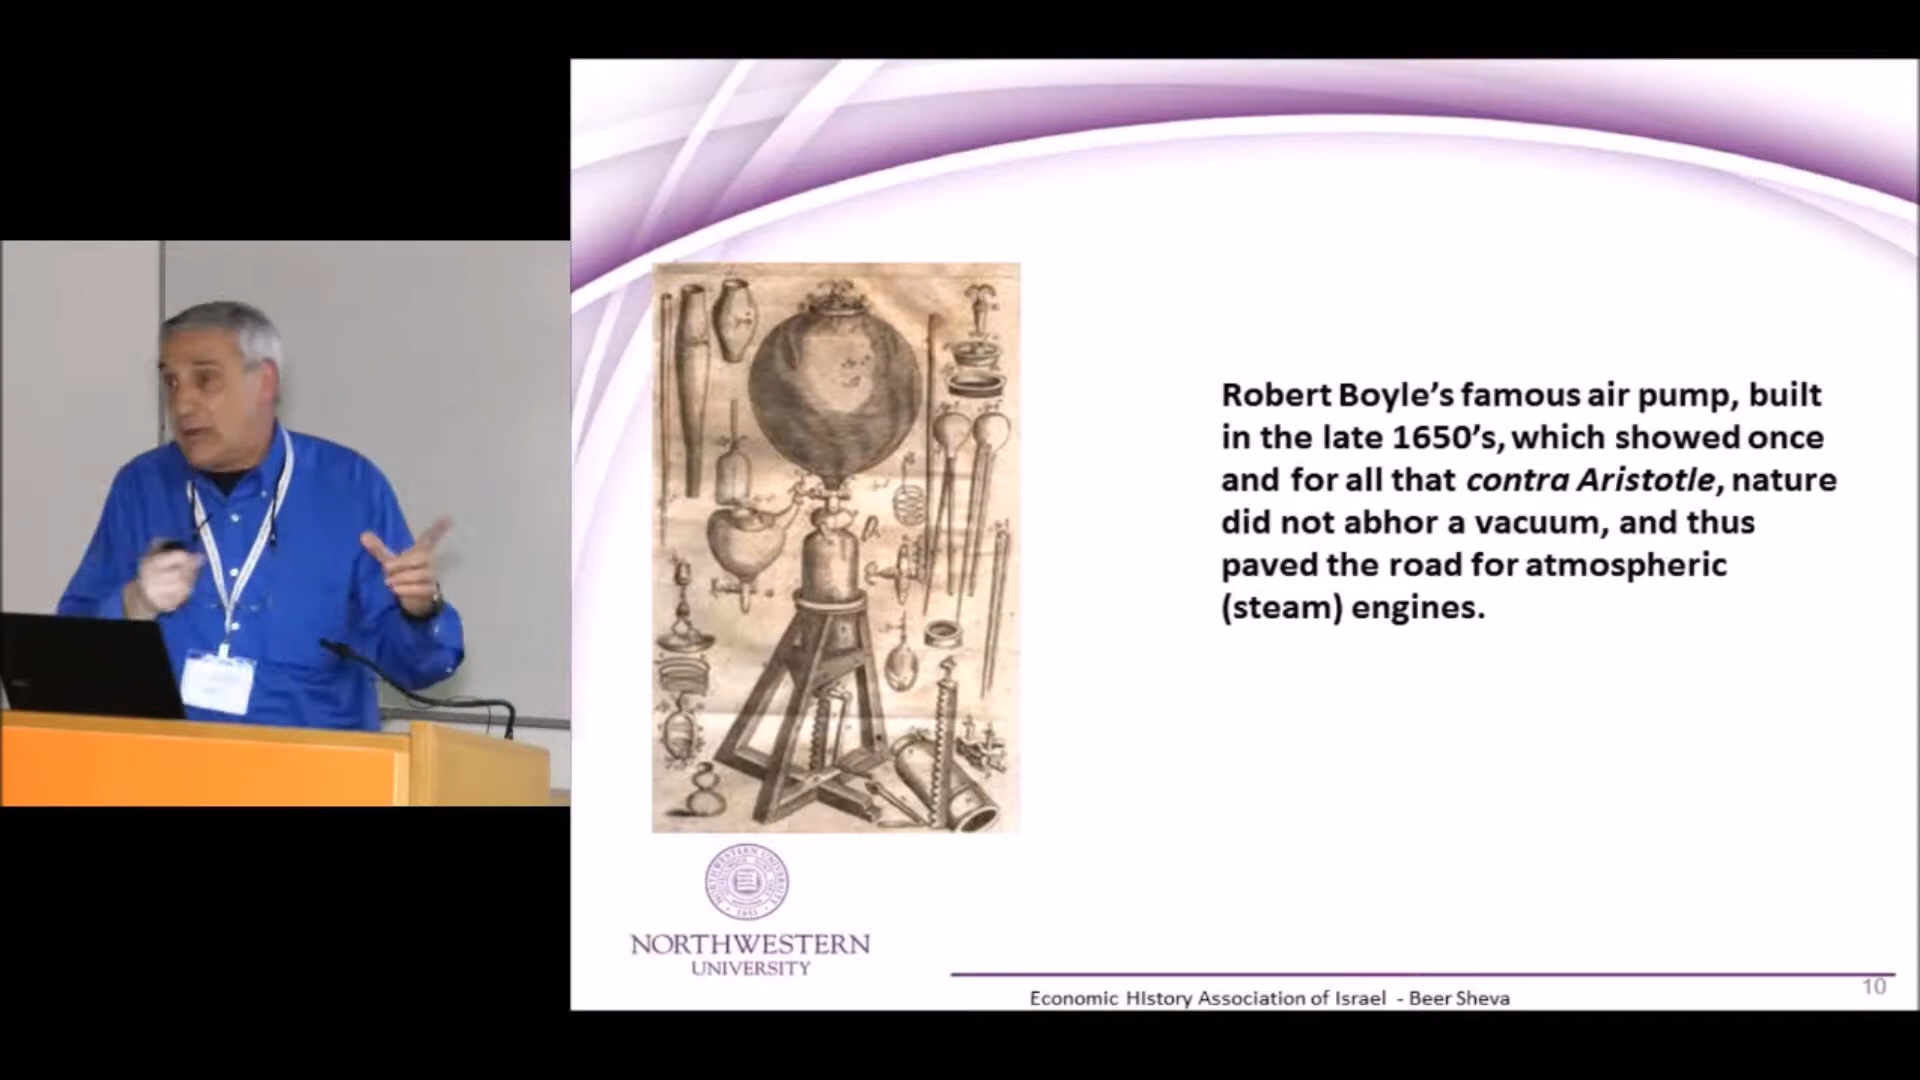 Robert Boyle’s famous air pump, built
in the late 1650’s, which showed once
and for all that contra Aristotle, nature
did not abhor a vacuum, and thus
paved the road for atmospheric
(steam) engines.
NORTHWESTERN
UNIVERSITY
Economic HIstory Association of Israel - Beer Sheva
10